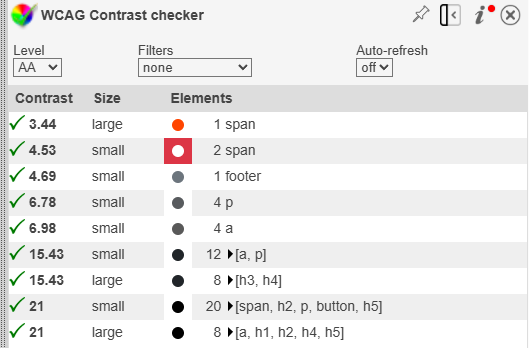 WCAG Contrast checker
Level Filters Auto-refresh
AA none off
Contrast Size Elements
3.44 large 1 span
4.53 small 2 span
4.69 small 1 footer
6.78 small 4 p
6.98 small 4 a
15.43 small 12 [a, p]
15.43 large 8 [h3, h4]
21 small 20 [span, h2, p, button, h5]
21 large 8 [a, h1, h2, h4, h5]